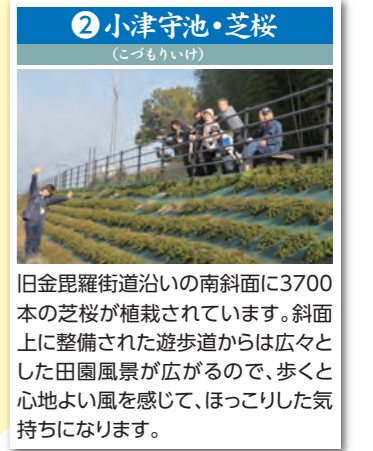 ❷小津守池・芝桜
(こづもりいけ)
旧金毘羅街道沿いの南斜面に3700
本の芝桜が植栽されています。斜面
上に整備された遊歩道からは広々と
した田園風景が広がるので、歩くと
心地よい風を感じて、ほっこりした気
持ちになります。